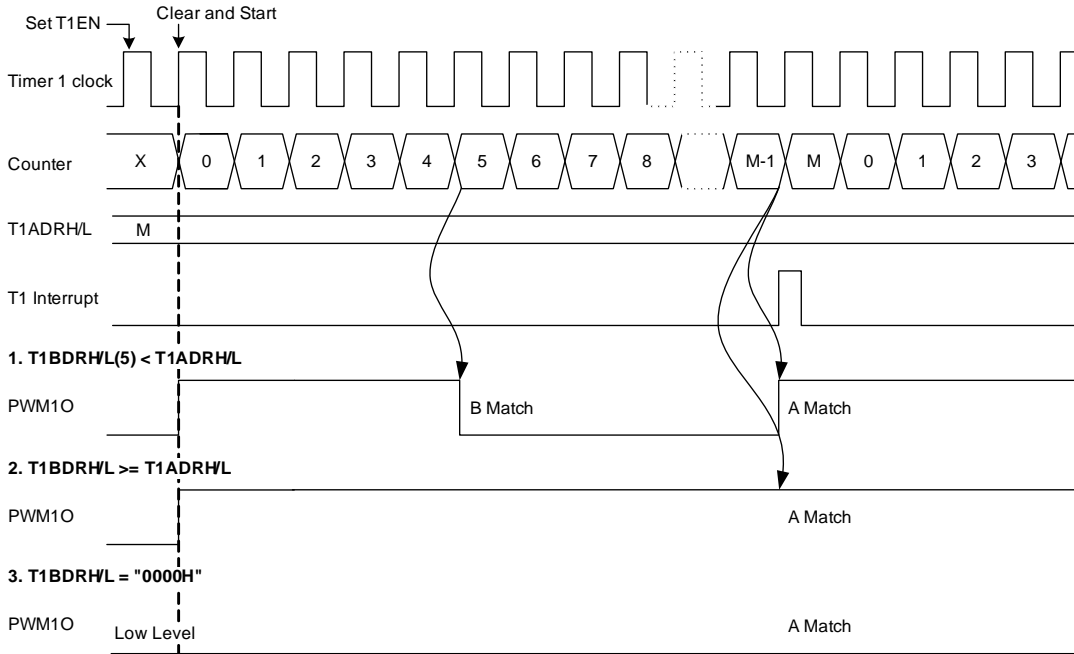 Set T1EN
Clear and Start
Timer 1 clock
Counter X 0 1 2 3 4 5 6 7 8 M-1 M 0 1 2 3
T1ADRH/L M
T1 Interrupt
1. T1BDRH/L(5) < T1ADRH/L
PWM1O B Match A Match
2. T1BDRH/L >= T1ADRH/L
PWM1O A Match
3. T1BDRH/L = "0000H"
PWM1O Low Level A Match